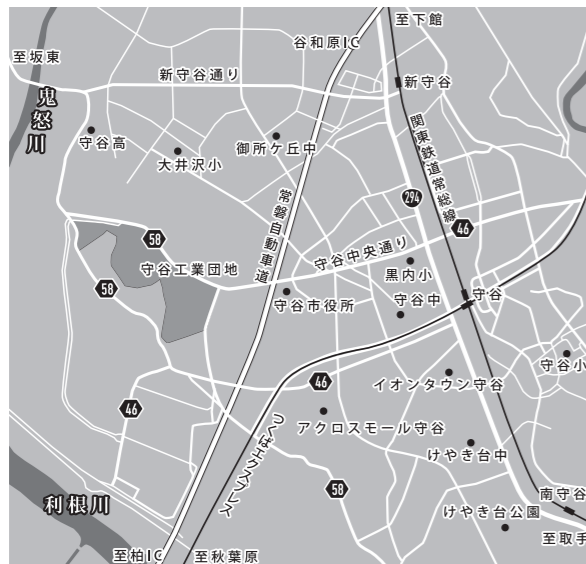 至下館
谷和原IC
至坂東
新守谷通り
新守谷
鬼怒川
守谷高
大井沢小
御所ケ丘中
関東鉄道常総線
常磐自動車道
294
46
58
守谷中央通り
守谷工業団地
黒内小
58
守谷市役所
守谷中
守谷
守谷小
46
イオンタウン守谷
46
アクロスモール守谷
つくばエクスプレス
けやき台中
58
利根川
南守谷
けやき台公園
至柏IC
至秋葉原
至取手